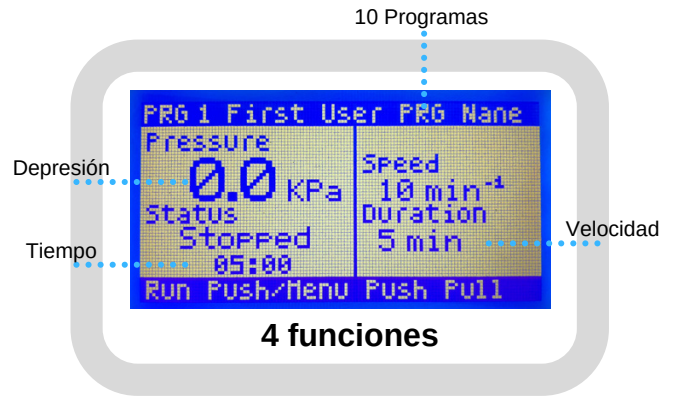 10 Programas
PRG 1 First User PRG Name
Pressure
Depresión
0.0 KPa
Speed
10 min⁻¹
Status
Duration
Stopped
5 min
Velocidad
Tiempo
05:00
Run Push/Menu Push Pull
4 funciones